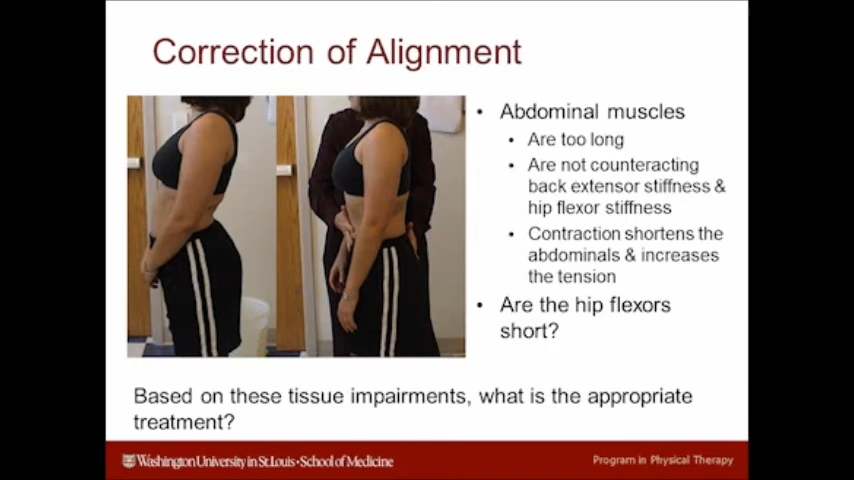 Correction of Alignment
• Abdominal muscles
• Are too long
• Are not counteracting
back extensor stiffness &
hip flexor stiffness
• Contraction shortens the
abdominals & increases
the tension
• Are the hip flexors
short?
Based on these tissue impairments, what is the appropriate
treatment?
Washington University in St. Louis • School of Medicine
Program in Physical Therapy